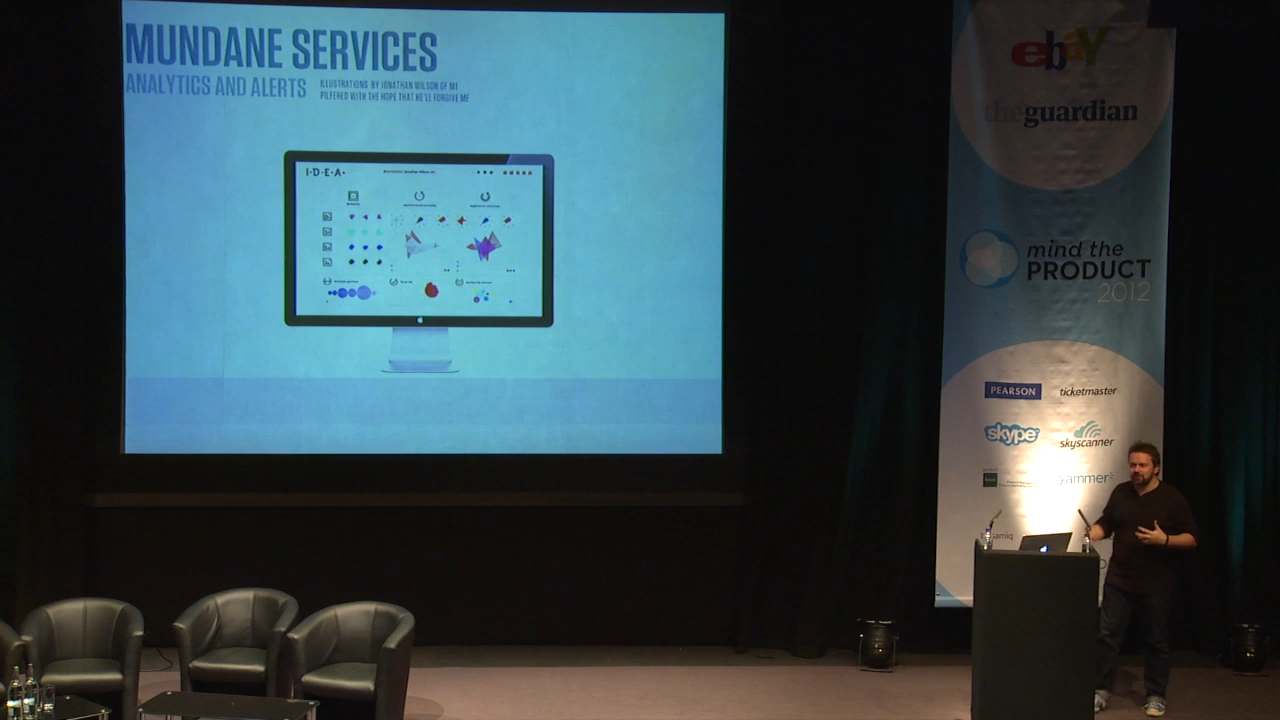 MUNDANE SERVICES
ANALYTICS AND ALERTS
ILLUSTRATIONS BY JONATHAN WILSON OF MI
PILFERED WITH THE HOPE THAT HE'LL FORGIVE ME
I·D·E·A·
ebaY
theguardian
mind the
PRODUCT
2012
PEARSON
ticketmaster
skype
skyscanner
yammer